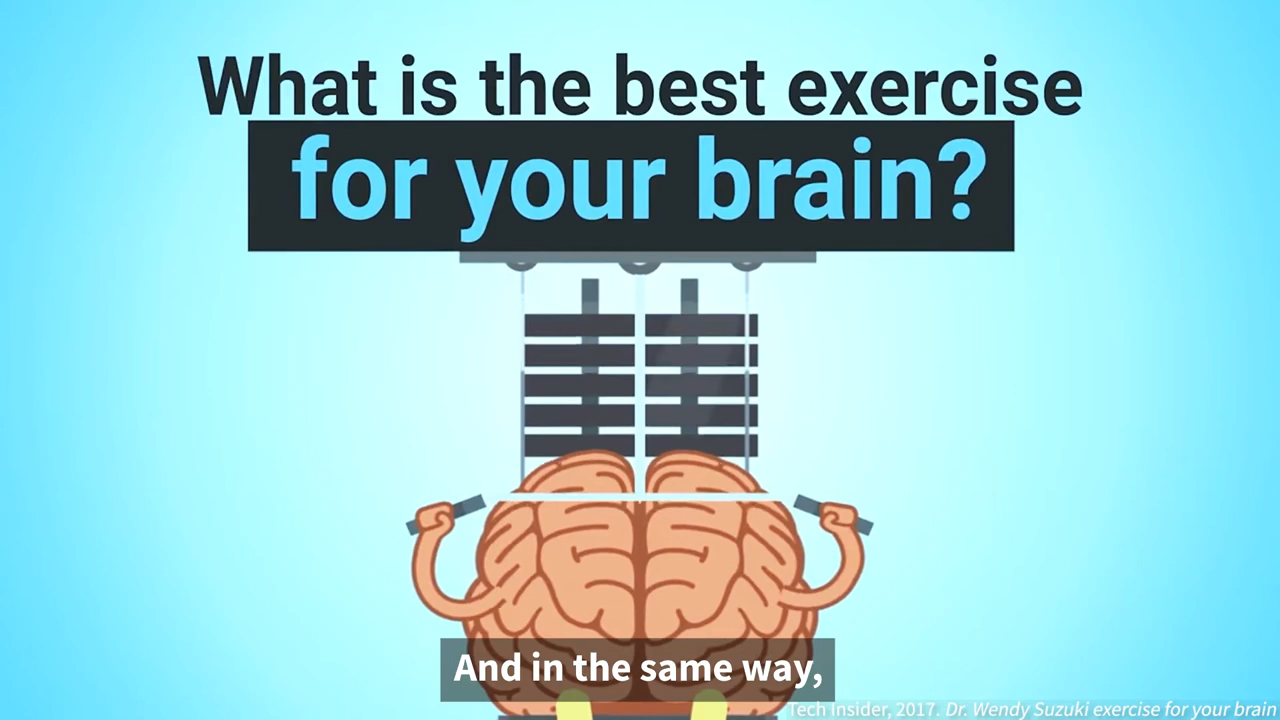 What is the best exercise
for your brain?
And in the same way,
Tech Insider, 2017. Dr. Wendy Suzuki exercise for your brain